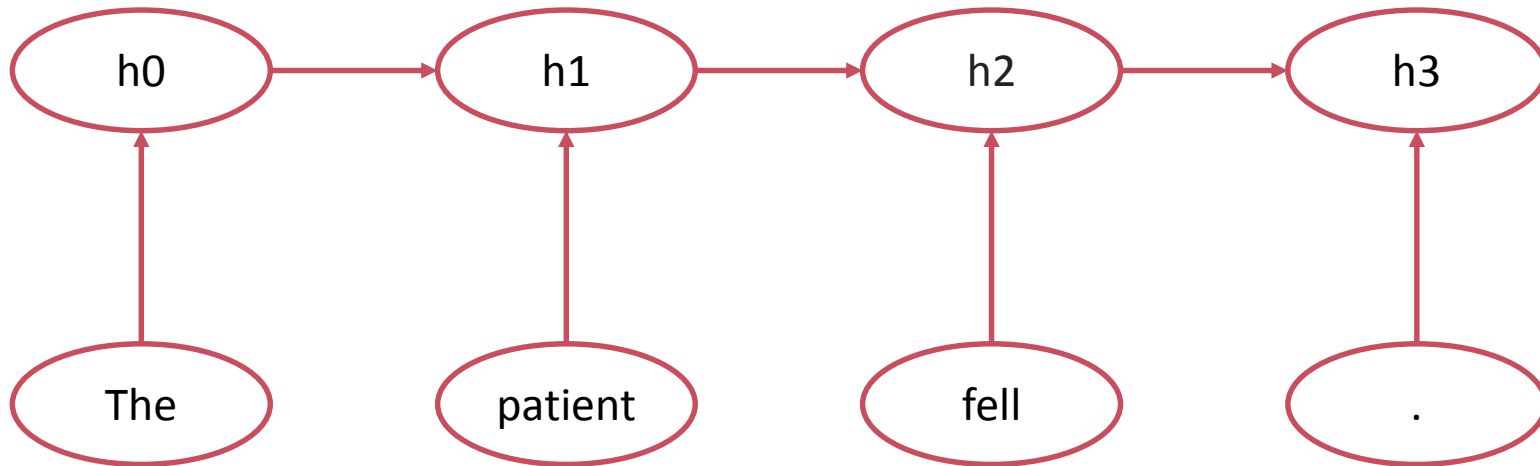 h0 h1 h2 h3
The patient fell .